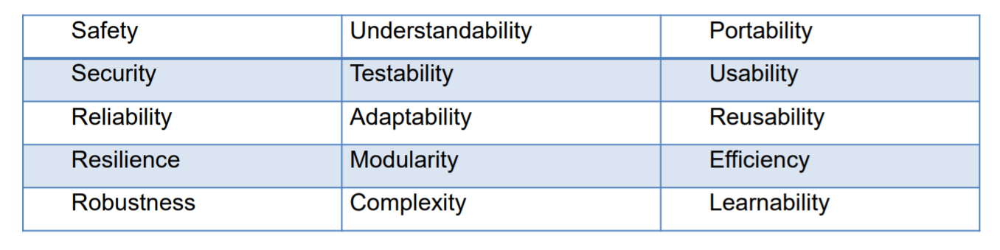 Safety Understandability Portability
Security Testability Usability
Reliability Adaptability Reusability
Resilience Modularity Efficiency
Robustness Complexity Learnability